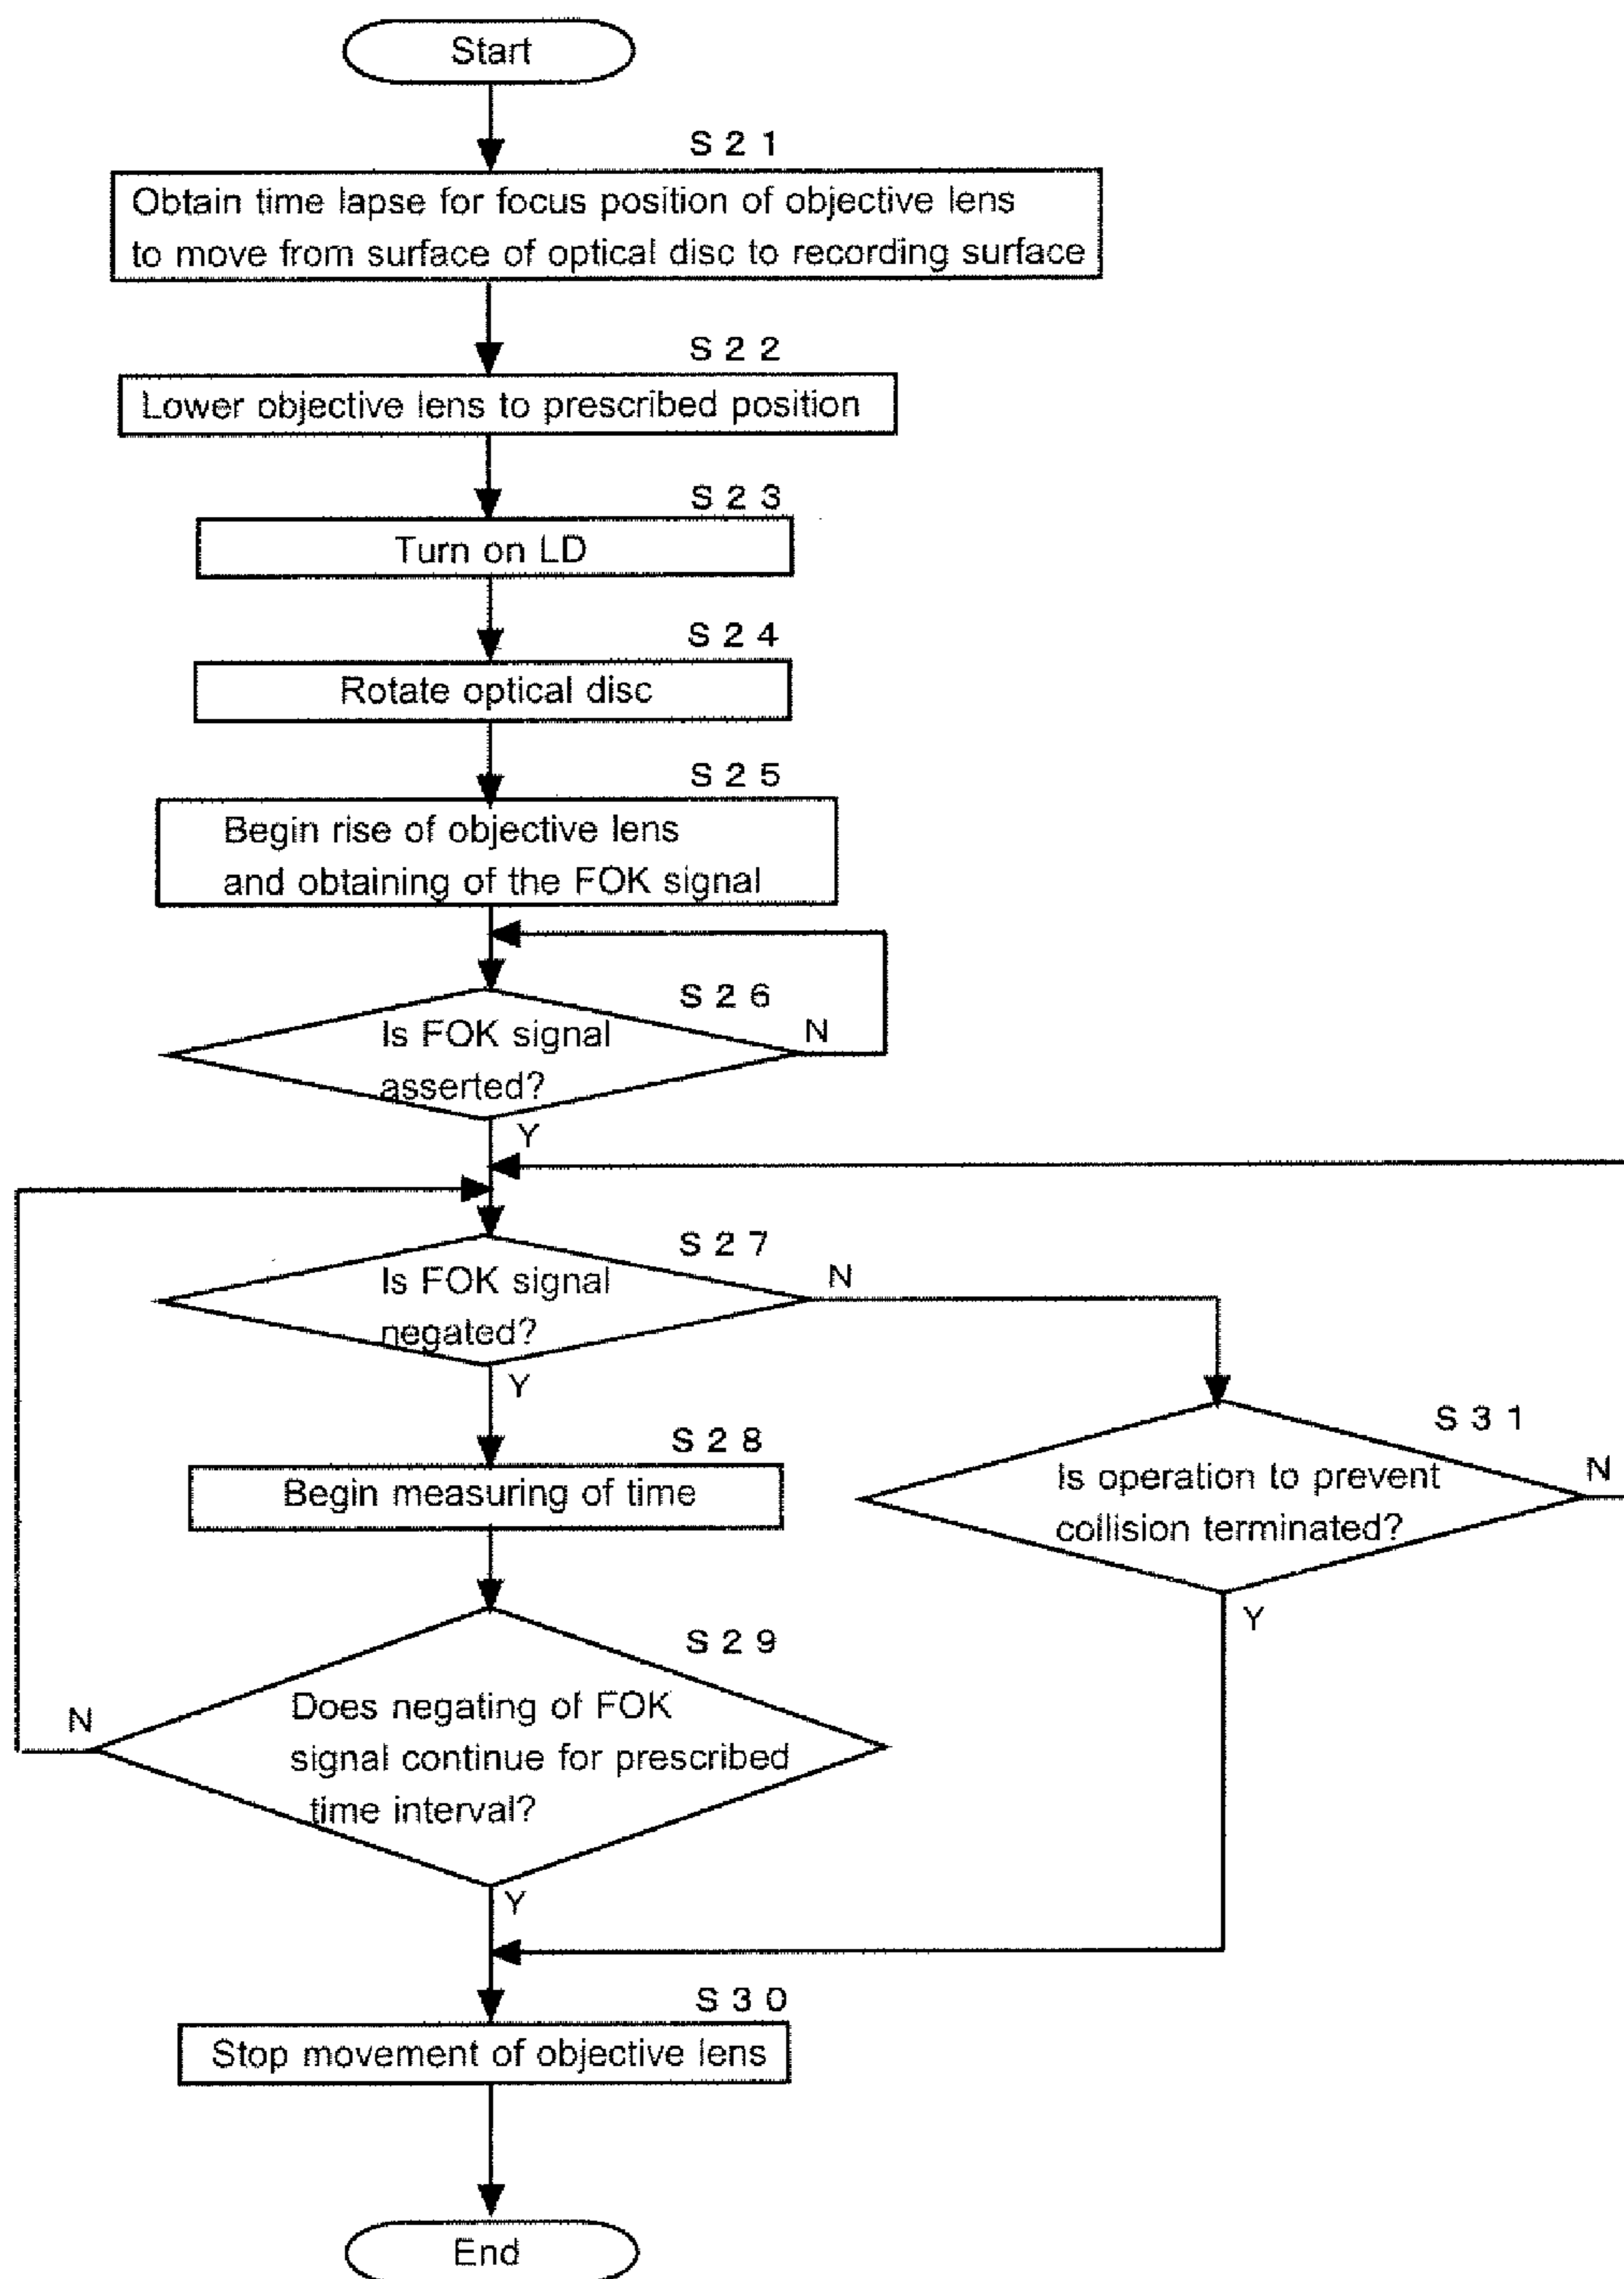 Start
S21
Obtain time lapse for focus position of objective lens
to move from surface of optical disc to recording surface
S22
Lower objective lens to prescribed position
S23
Turn on LD
S24
Rotate optical disc
S25
Begin rise of objective lens
and obtaining of the FOK signal
S26
Is FOK signal
asserted?
N
Y
S27
Is FOK signal
negated?
N
Y
S28
Begin measuring of time
S31
Is operation to prevent
collision terminated?
N
Y
S29
Does negating of FOK
signal continue for prescribed
time interval?
N
Y
S30
Stop movement of objective lens
End